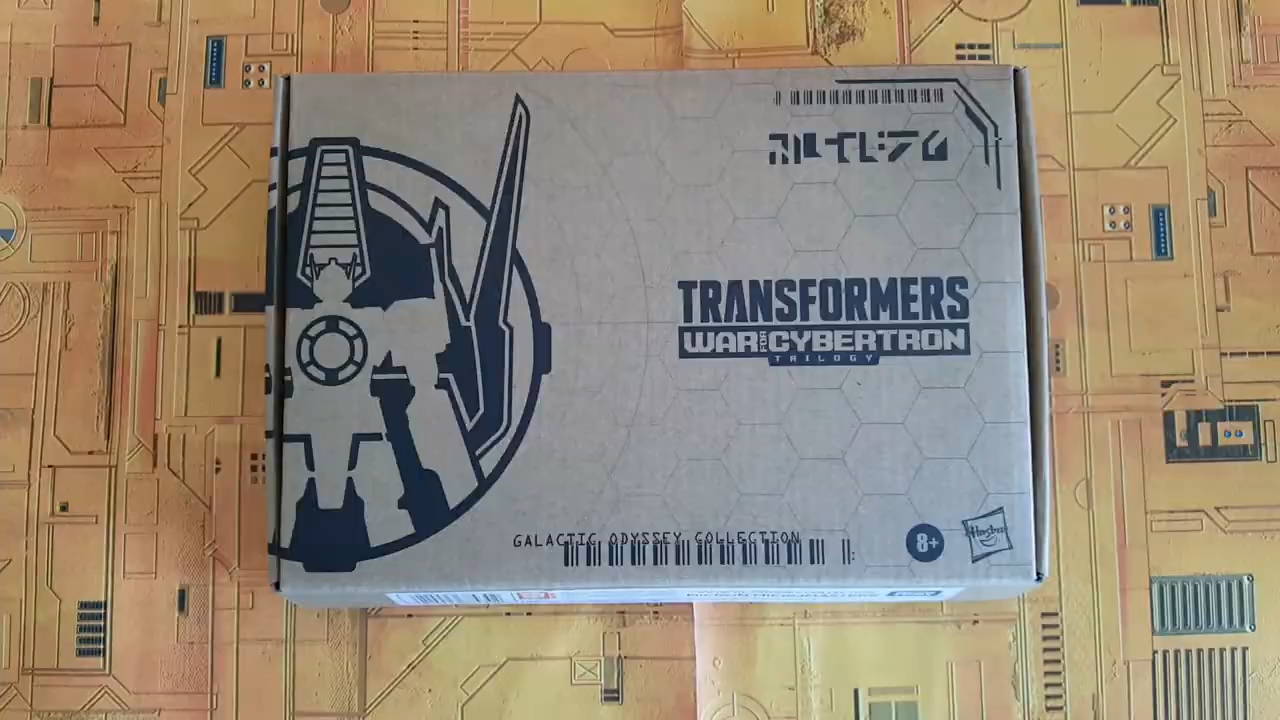 TRANSFORMERS
WAR FOR CYBERTRON
TRILOGY
GALACTIC ODYSSEY COLLECTION
8+
Hasbro